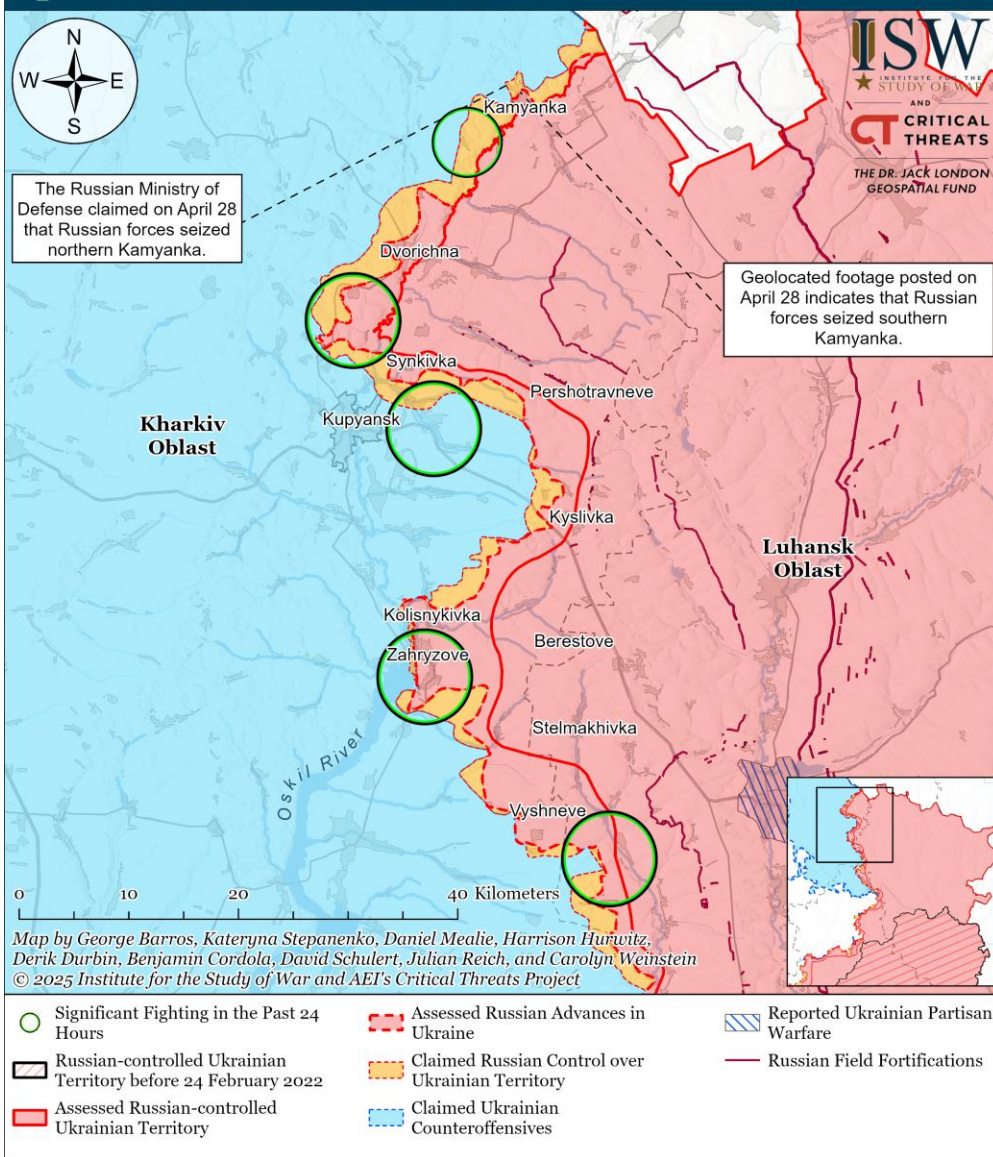 N
W E
S
ISW
INSTITUTE FOR THE
STUDY OF WAR
AND
CT CRITICAL
THREATS
THE DR. JACK LONDON
GEOSPATIAL FUND
Kamyanka
The Russian Ministry of
Defense claimed on April 28
that Russian forces seized
northern Kamyanka.
Dvorichna
Geolocated footage posted on
April 28 indicates that Russian
forces seized southern
Kamyanka.
Synkivka
Pershotravneve
Kupyansk
Kharkiv
Oblast
Kyslivka
Luhansk
Oblast
Kolisnykivka
Berestove
Zahryzove
Stelmakhivka
Oskil River
Vyshneve
0 10 20 40 Kilometers
Map by George Barros, Kateryna Stepanenko, Daniel Mealie, Harrison Hurwitz,
Derik Durbin, Benjamin Cordola, David Schulert, Julian Reich, and Carolyn Weinstein
© 2025 Institute for the Study of War and AEI's Critical Threats Project
Significant Fighting in the Past 24
Hours
Russian-controlled Ukrainian
Territory before 24 February 2022
Assessed Russian-controlled
Ukrainian Territory
Assessed Russian Advances in
Ukraine
Claimed Russian Control over
Ukrainian Territory
Claimed Ukrainian
Counteroffensives
Reported Ukrainian Partisan
Warfare
Russian Field Fortifications